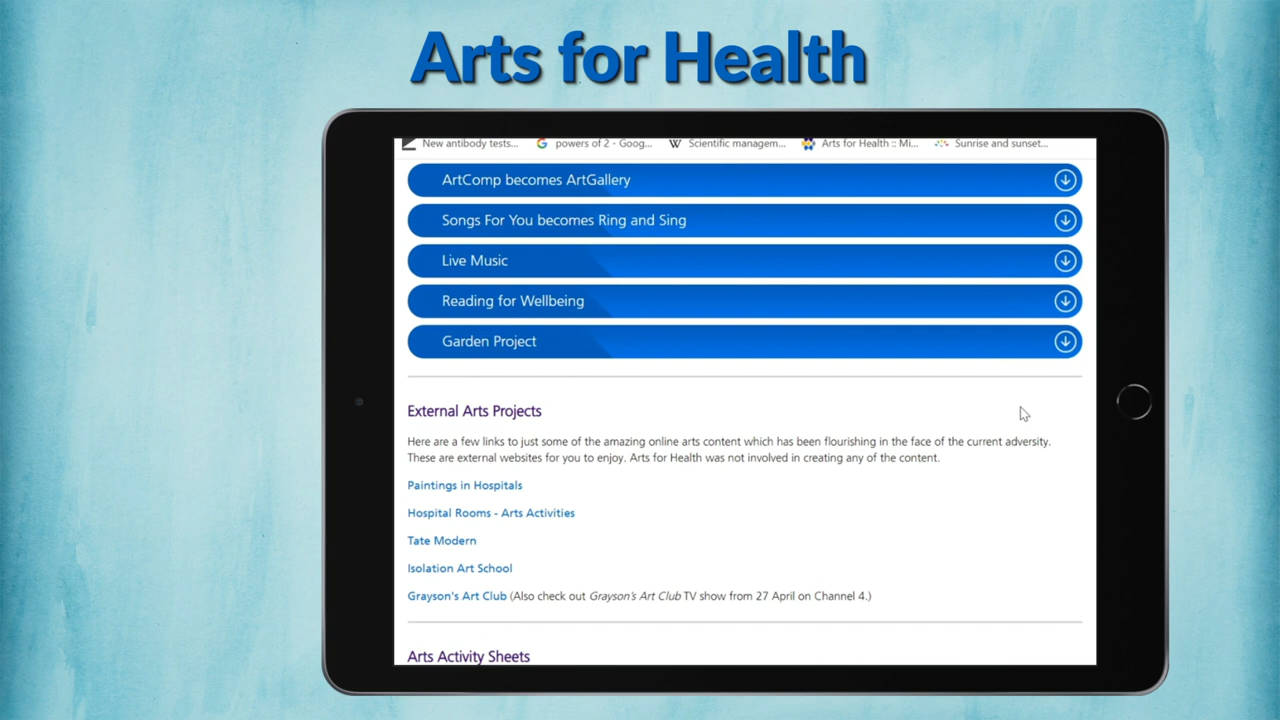 Arts for Health
New antibody tests... powers of 2 - Goog... Scientific managem... Arts for Health :: Mi... Sunrise and sunset...
ArtComp becomes ArtGallery
Songs For You becomes Ring and Sing
Live Music
Reading for Wellbeing
Garden Project
External Arts Projects
Here are a few links to just some of the amazing online arts content which has been flourishing in the face of the current adversity.
These are external websites for you to enjoy. Arts for Health was not involved in creating any of the content.
Paintings in Hospitals
Hospital Rooms - Arts Activities
Tate Modern
Isolation Art School
Grayson's Art Club (Also check out Grayson's Art Club TV show from 27 April on Channel 4.)
Arts Activity Sheets